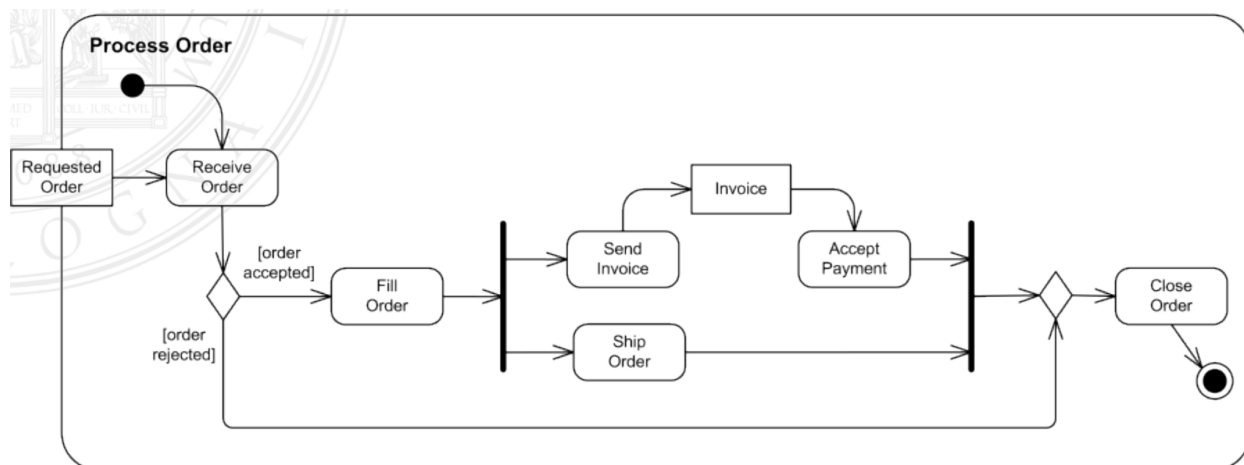 Process Order
Requested
Order
Receive
Order
[order
accepted]
[order
rejected]
Fill
Order
Send
Invoice
Invoice
Accept
Payment
Ship
Order
Close
Order